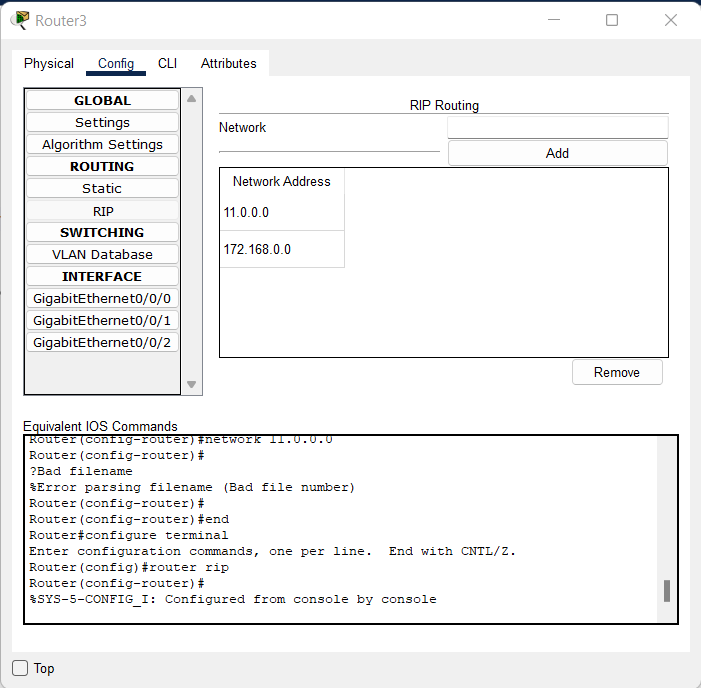 Router3
Physical Config CLI Attributes
GLOBAL
Settings
Algorithm Settings
ROUTING
Static
RIP
SWITCHING
VLAN Database
INTERFACE
GigabitEthernet0/0/0
GigabitEthernet0/0/1
GigabitEthernet0/0/2
RIP Routing
Network
Add
Network Address
11.0.0.0
172.168.0.0
Remove
Equivalent IOS Commands
Router(config-router)#network 11.0.0.0
Router(config-router)#
?Bad filename
%Error parsing filename (Bad file number)
Router(config-router)#
Router(config-router)#end
Router#configure terminal
Enter configuration commands, one per line. End with CNTL/Z.
Router(config)#router rip
Router(config-router)#
%SYS-5-CONFIG_I: Configured from console by console
Top